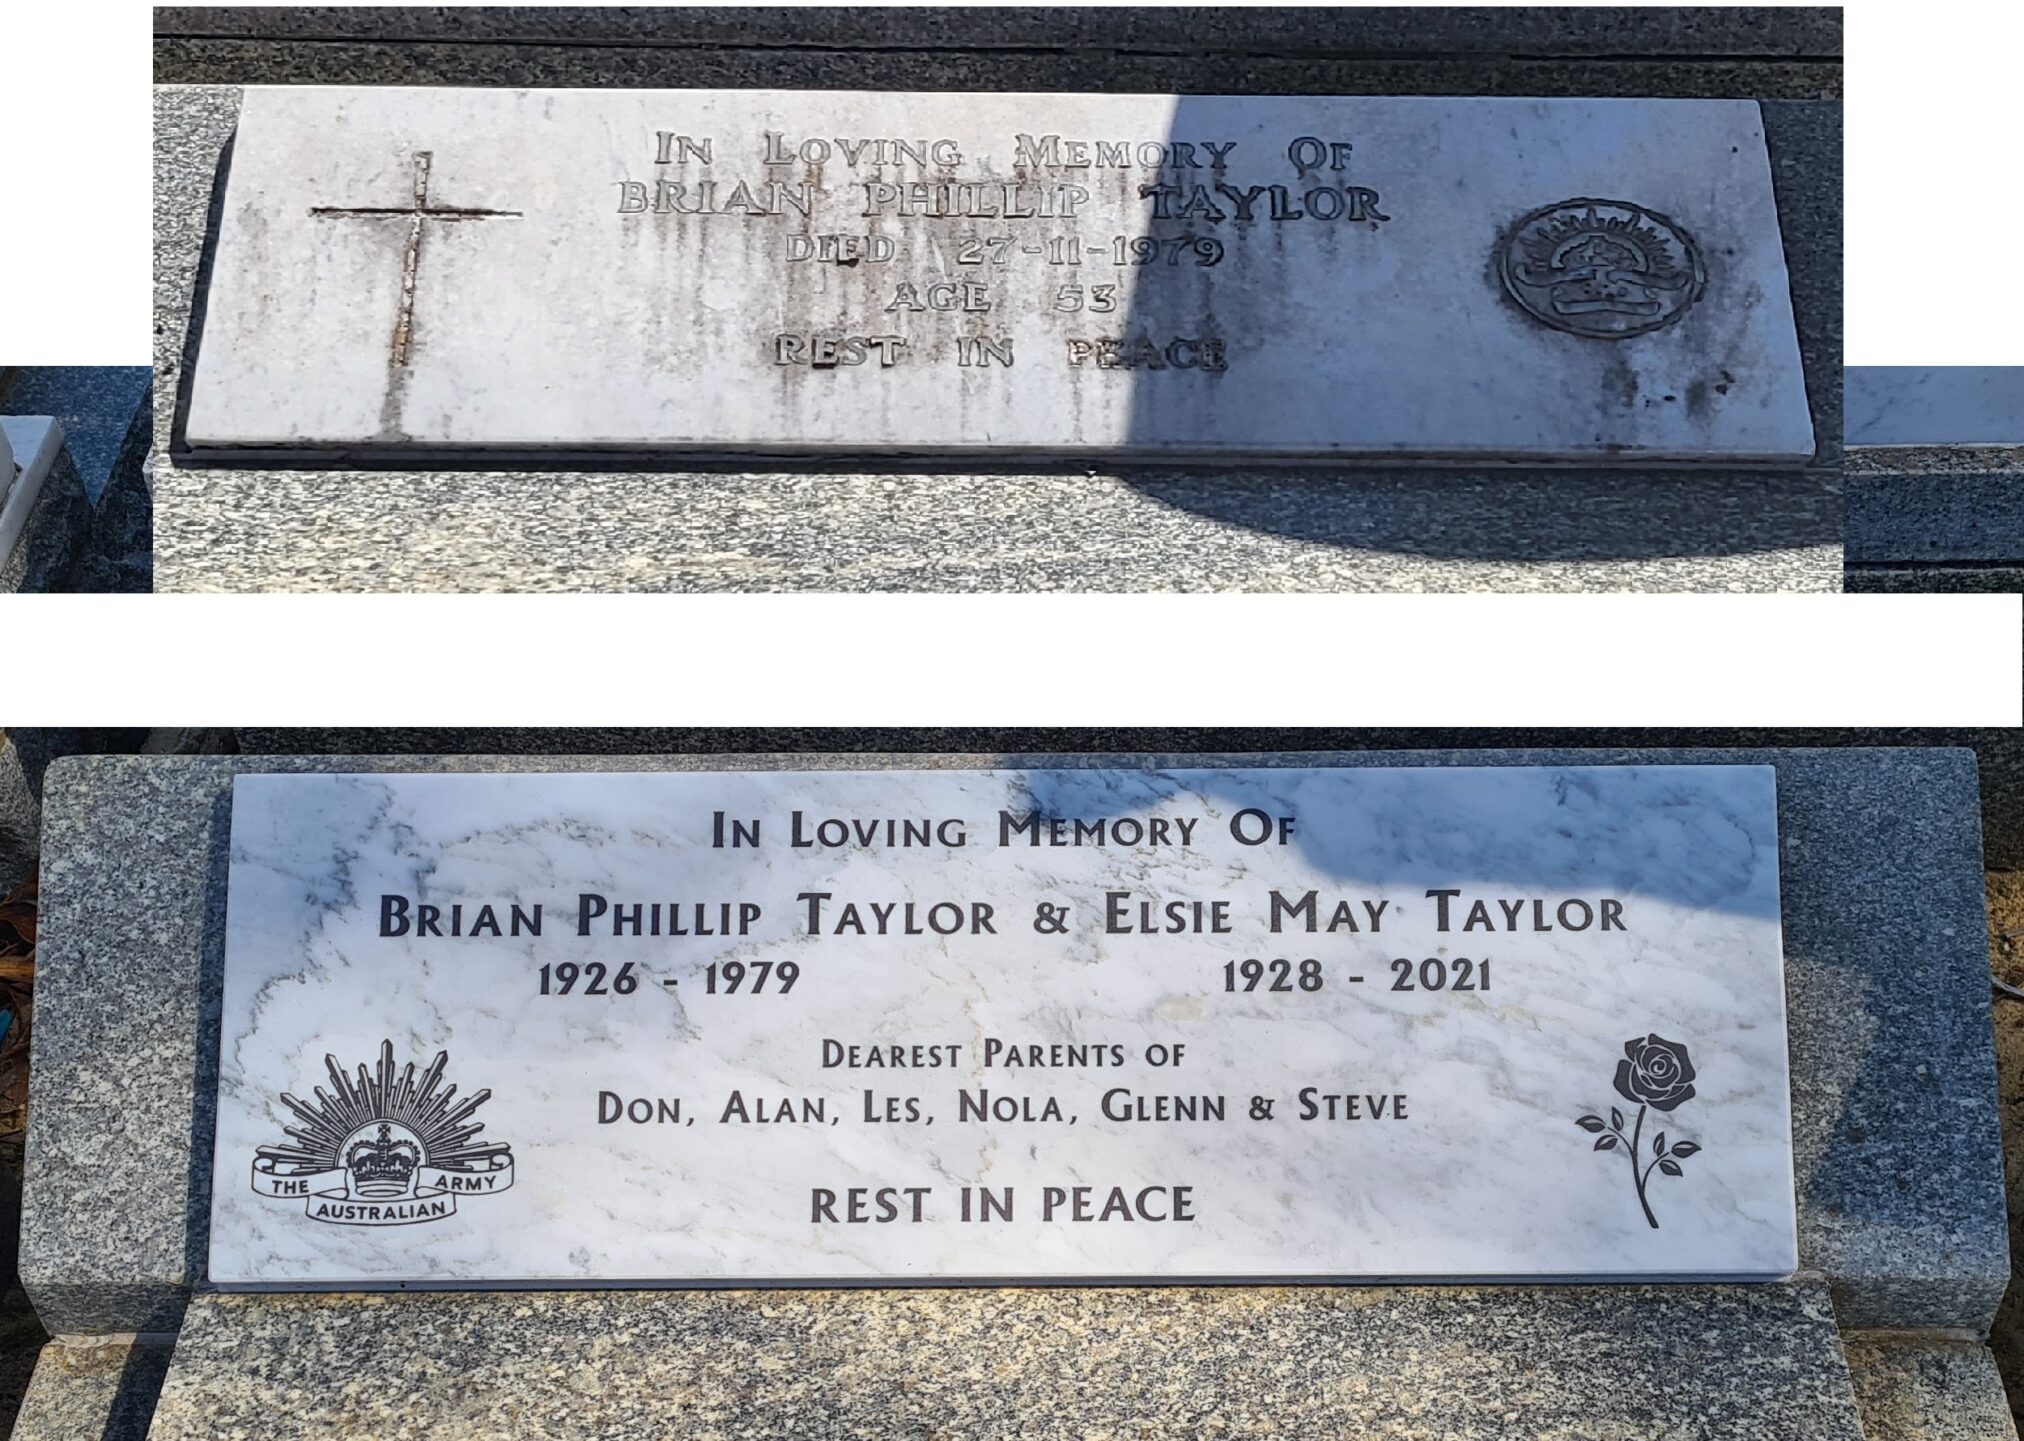 In Loving Memory Of
BRIAN PHILLIP TAYLOR
DIED 27-11-1979
AGE 53
REST IN PEACE
In Loving Memory Of
Brian Phillip Taylor & Elsie May Taylor
1926 - 1979 1928 - 2021
Dearest Parents of
Don, Alan, Les, Nola, Glenn & Steve
THE AUSTRALIAN ARMY
REST IN PEACE